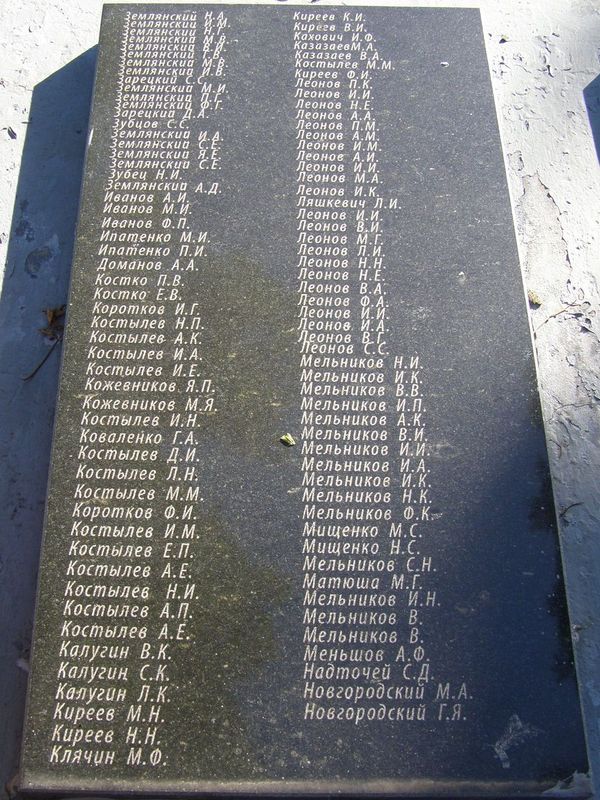 Землянский Н.А.
Землянский И.М.
Землянский Н.Г.
Землянский М.Я.
Землянский В.И.
Землянский Г.В.
Землянский М.В.
Землянский И.В.
Зарецкий С.С.
Землянский М.И.
Землянский П.Г.
Землянский Ф.Г.
Зарецкий Д.А.
Зубцов С.С.
Землянский И.Д.
Землянский С.Е.
Землянский Я.Е.
Землянский С.Е.
Зубец Н.И.
Землянский А.Д.
Иванов А.И.
Иванов М.И.
Иванов Ф.П.
Ипатенко М.И.
Ипатенко П.И.
Доманов А.А.
Костко П.В.
Костко Е.В.
Коротков И.Г.
Костылев Н.П.
Костылев А.К.
Костылев И.А.
Костылев И.Е.
Кожевников Я.П.
Кожевников М.Я.
Костылев И.Н.
Коваленко Г.А.
Костылев Д.И.
Костылев Л.Н.
Костылев М.М.
Коротков Ф.И.
Костылев И.М.
Костылев Е.П.
Костылев А.Е.
Костылев Н.И.
Костылев А.П.
Костылев А.Е.
Калугин В.К.
Калугин С.К.
Калугин Л.К.
Киреев М.Н.
Киреев Н.Н.
Клячин М.Ф.
Киреев К.И.
Киреев В.И.
Кахович И.Ф.
Казазаев М.А.
Казазаев В.А.
Костылев М.М.
Киреев Ф.И.
Леонов П.К.
Леонов И.И.
Леонов Н.Е.
Леонов А.А.
Леонов П.М.
Леонов А.М.
Леонов И.М.
Леонов А.И.
Леонов И.И.
Леонов М.А.
Леонов И.К.
Ляшкевич Л.И.
Леонов И.И.
Леонов В.И.
Леонов М.Г.
Леонов Л.И.
Леонов Н.Н.
Леонов Н.Е.
Леонов В.А.
Леонов Ф.А.
Леонов И.И.
Леонов И.А.
Леонов В.Г.
Леонов С.С.
Мельников Н.И.
Мельников И.К.
Мельников В.В.
Мельников И.П.
Мельников А.К.
Мельников В.И.
Мельников И.И.
Мельников И.А.
Мельников И.К.
Мельников Н.К.
Мельников Ф.К.
Мищенко М.С.
Мищенко Н.С.
Мельников С.Н.
Матюша М.Г.
Мельников И.Н.
Мельников В.
Мельников В.
Меньшов А.Ф.
Надточей С.Д.
Новгородский М.А.
Новгородский Г.Я.